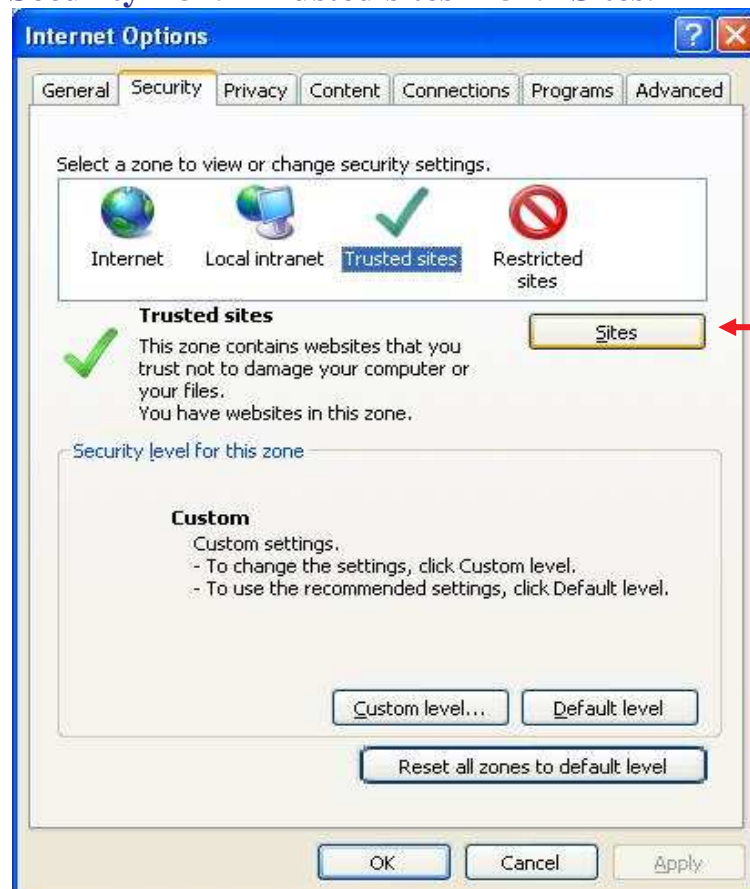 Internet Options
General Security Privacy Content Connections Programs Advanced
Select a zone to view or change security settings.
Internet Local intranet Trusted sites Restricted
sites
Trusted sites
Sites
This zone contains websites that you
trust not to damage your computer or
your files.
You have websites in this zone.
Security level for this zone
Custom
Custom settings.
- To change the settings, click Custom level.
- To use the recommended settings, click Default level.
Custom level... Default level
Reset all zones to default level
OK Cancel Apply